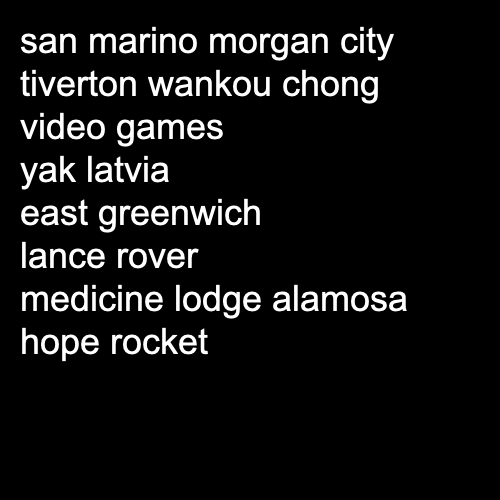 san marino morgan city
tiverton wankou chong
video games
yak latvia
east greenwich
lance rover
medicine lodge alamosa
hope rocket